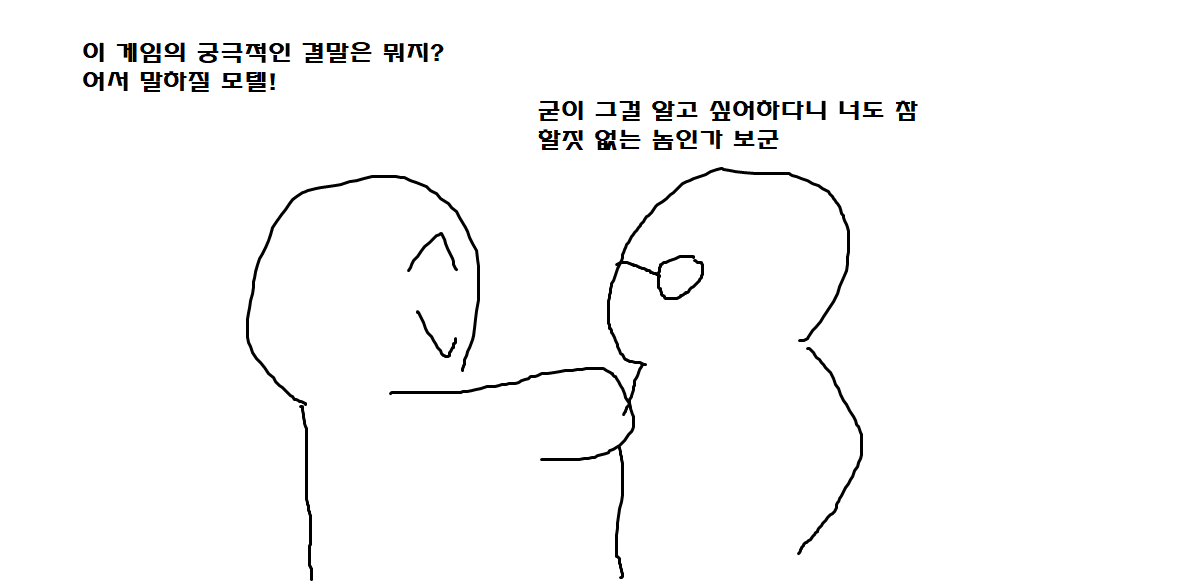 이 게임의 궁극적인 결말은 뭐지?
어서 말하질 모텔!
굳이 그걸 알고 싶어하다니 너도 참
할짓 없는 놈인가 보군